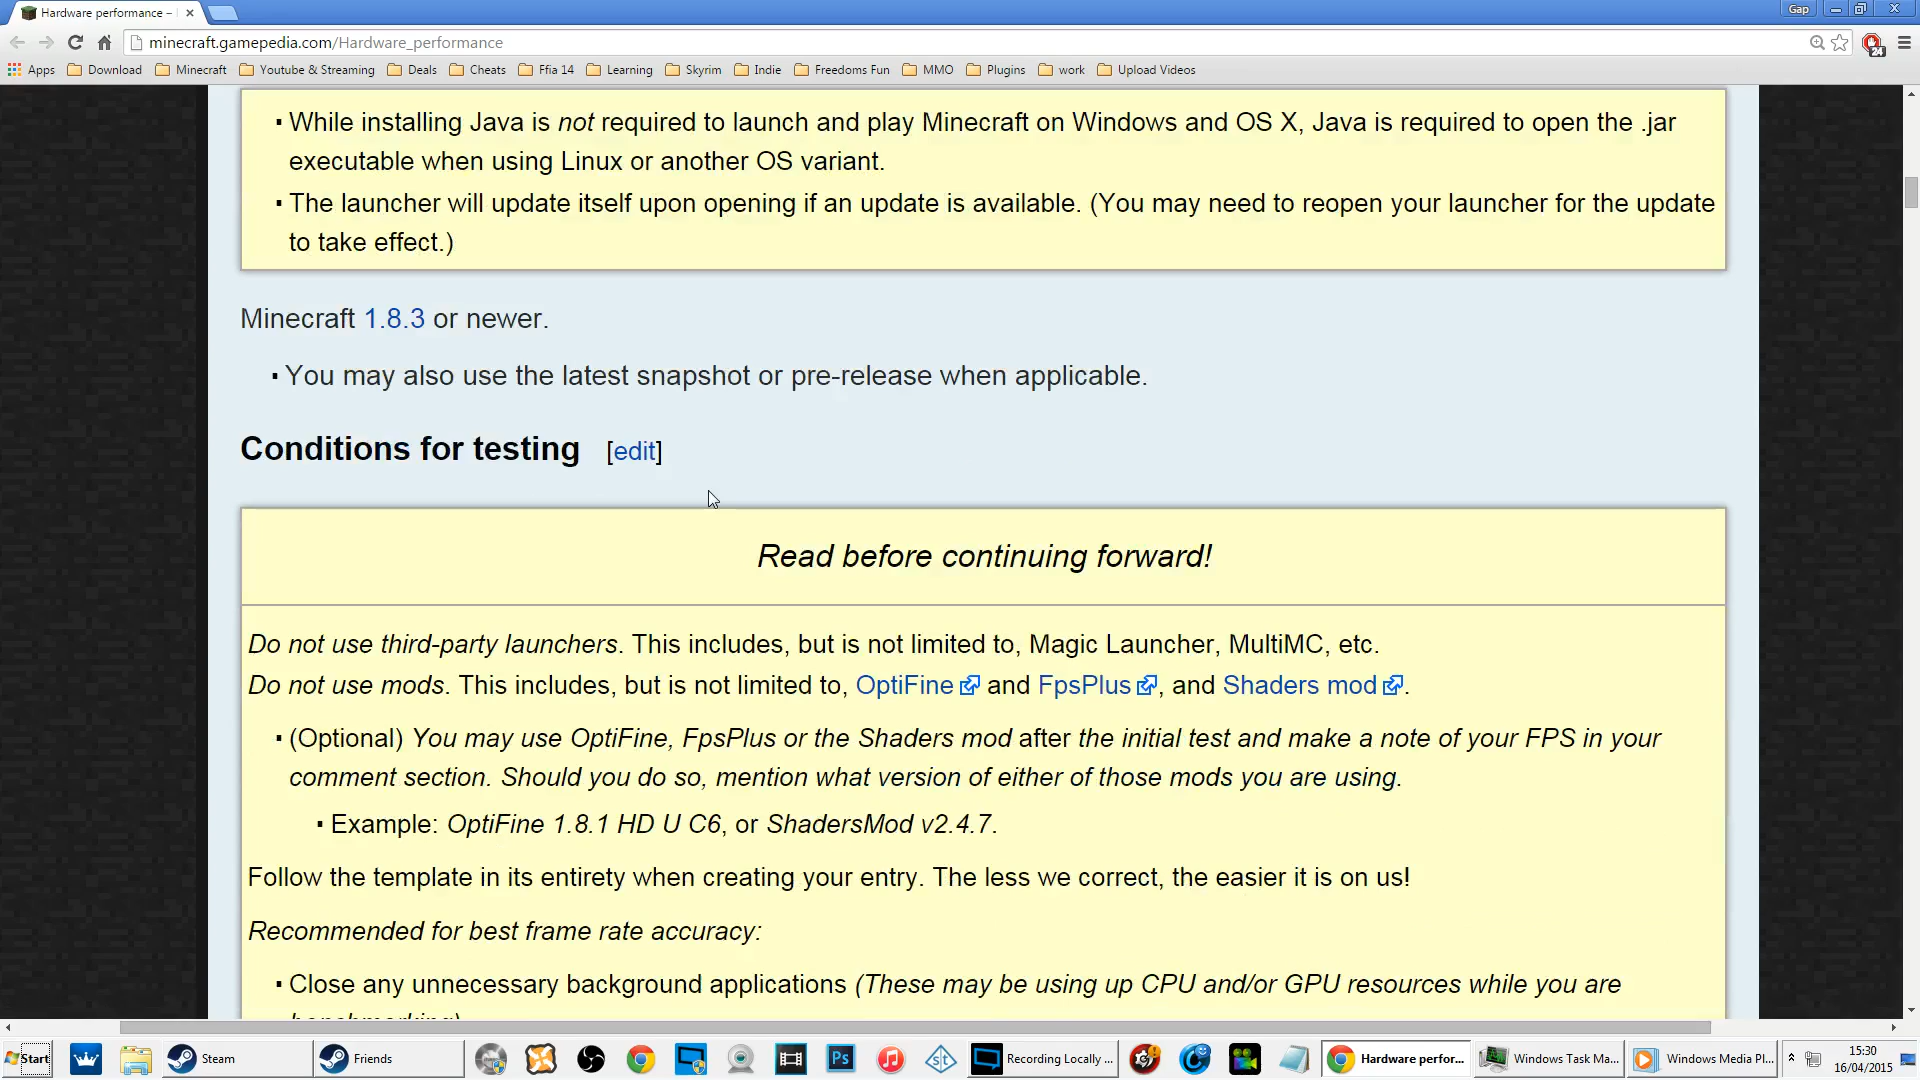 Hardware performance –
Gap
minecraft.gamepedia.com/Hardware_performance
24
Apps Download Minecraft Youtube & Streaming Deals Cheats Ffia 14 Learning Skyrim Indie Freedoms Fun MMO Plugins work Upload Videos
▪ While installing Java is not required to launch and play Minecraft on Windows and OS X, Java is required to open the .jar
executable when using Linux or another OS variant.
▪ The launcher will update itself upon opening if an update is available. (You may need to reopen your launcher for the update
to take effect.)
Minecraft 1.8.3 or newer.
▪ You may also use the latest snapshot or pre-release when applicable.
Conditions for testing [edit]
Read before continuing forward!
Do not use third-party launchers. This includes, but is not limited to, Magic Launcher, MultiMC, etc.
Do not use mods. This includes, but is not limited to, OptiFine and FpsPlus, and Shaders mod.
▪ (Optional) You may use OptiFine, FpsPlus or the Shaders mod after the initial test and make a note of your FPS in your
comment section. Should you do so, mention what version of either of those mods you are using.
▪ Example: OptiFine 1.8.1 HD U C6, or ShadersMod v2.4.7.
Follow the template in its entirety when creating your entry. The less we correct, the easier it is on us!
Recommended for best frame rate accuracy:
▪ Close any unnecessary background applications (These may be using up CPU and/or GPU resources while you are
benchmarking)
Start Steam Friends Ps st Recording Locally ... Hardware perfor... Windows Task Ma... Windows Media Pl... 15:30
16/04/2015